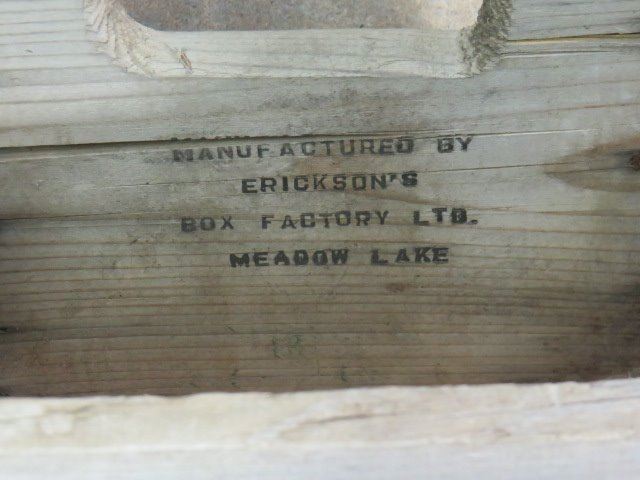 MANUFACTURED BY
ERICKSON'S
BOX FACTORY LTD.
MEADOW LAKE